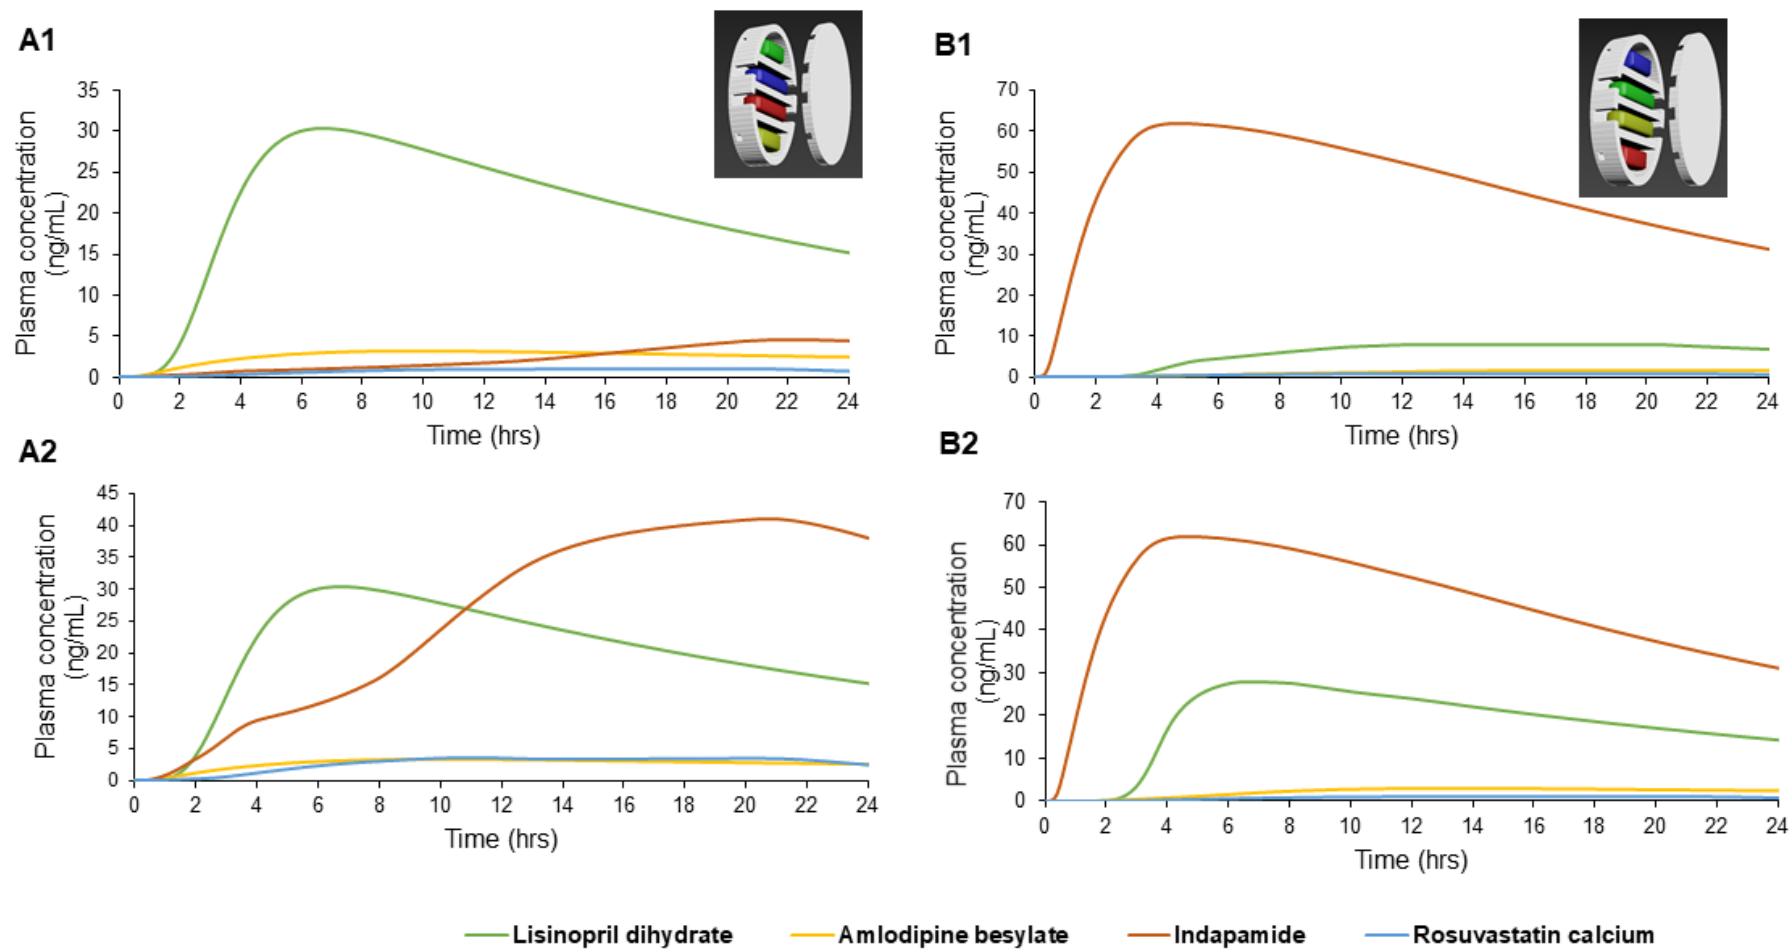 A1
Plasma concentration
(ng/mL)
35
30
25
20
15
10
5
0
0 2 4 6 8 10 12 14 16 18 20 22 24
Time (hrs)
B1
Plasma concentration
(ng/mL)
70
60
50
40
30
20
10
0
0 2 4 6 8 10 12 14 16 18 20 22 24
Time (hrs)
A2
Plasma concentration
(ng/mL)
45
40
35
30
25
20
15
10
5
0
0 2 4 6 8 10 12 14 16 18 20 22 24
Time (hrs)
B2
Plasma concentration
(ng/mL)
70
60
50
40
30
20
10
0
0 2 4 6 8 10 12 14 16 18 20 22 24
Time (hrs)
Lisinopril dihydrate Amlodipine besylate Indapamide Rosuvastatin calcium